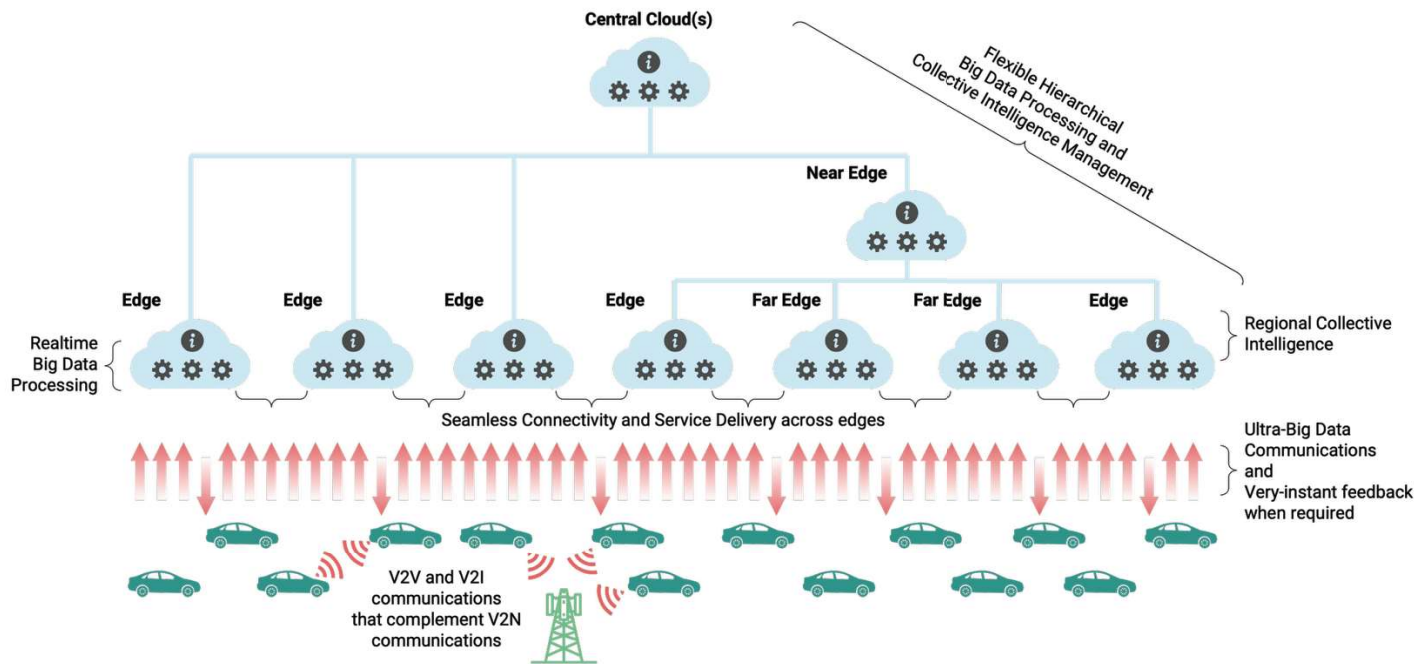 Central Cloud(s)
Flexible Hierarchical
Big Data Processing and
Collective Intelligence Management
Near Edge
Edge
Edge
Edge
Edge
Far Edge
Far Edge
Edge
Realtime
Big Data
Processing
Regional Collective
Intelligence
Seamless Connectivity and Service Delivery across edges
Ultra-Big Data
Communications
and
Very-instant feedback
when required
V2V and V2I
communications
that complement V2N
communications